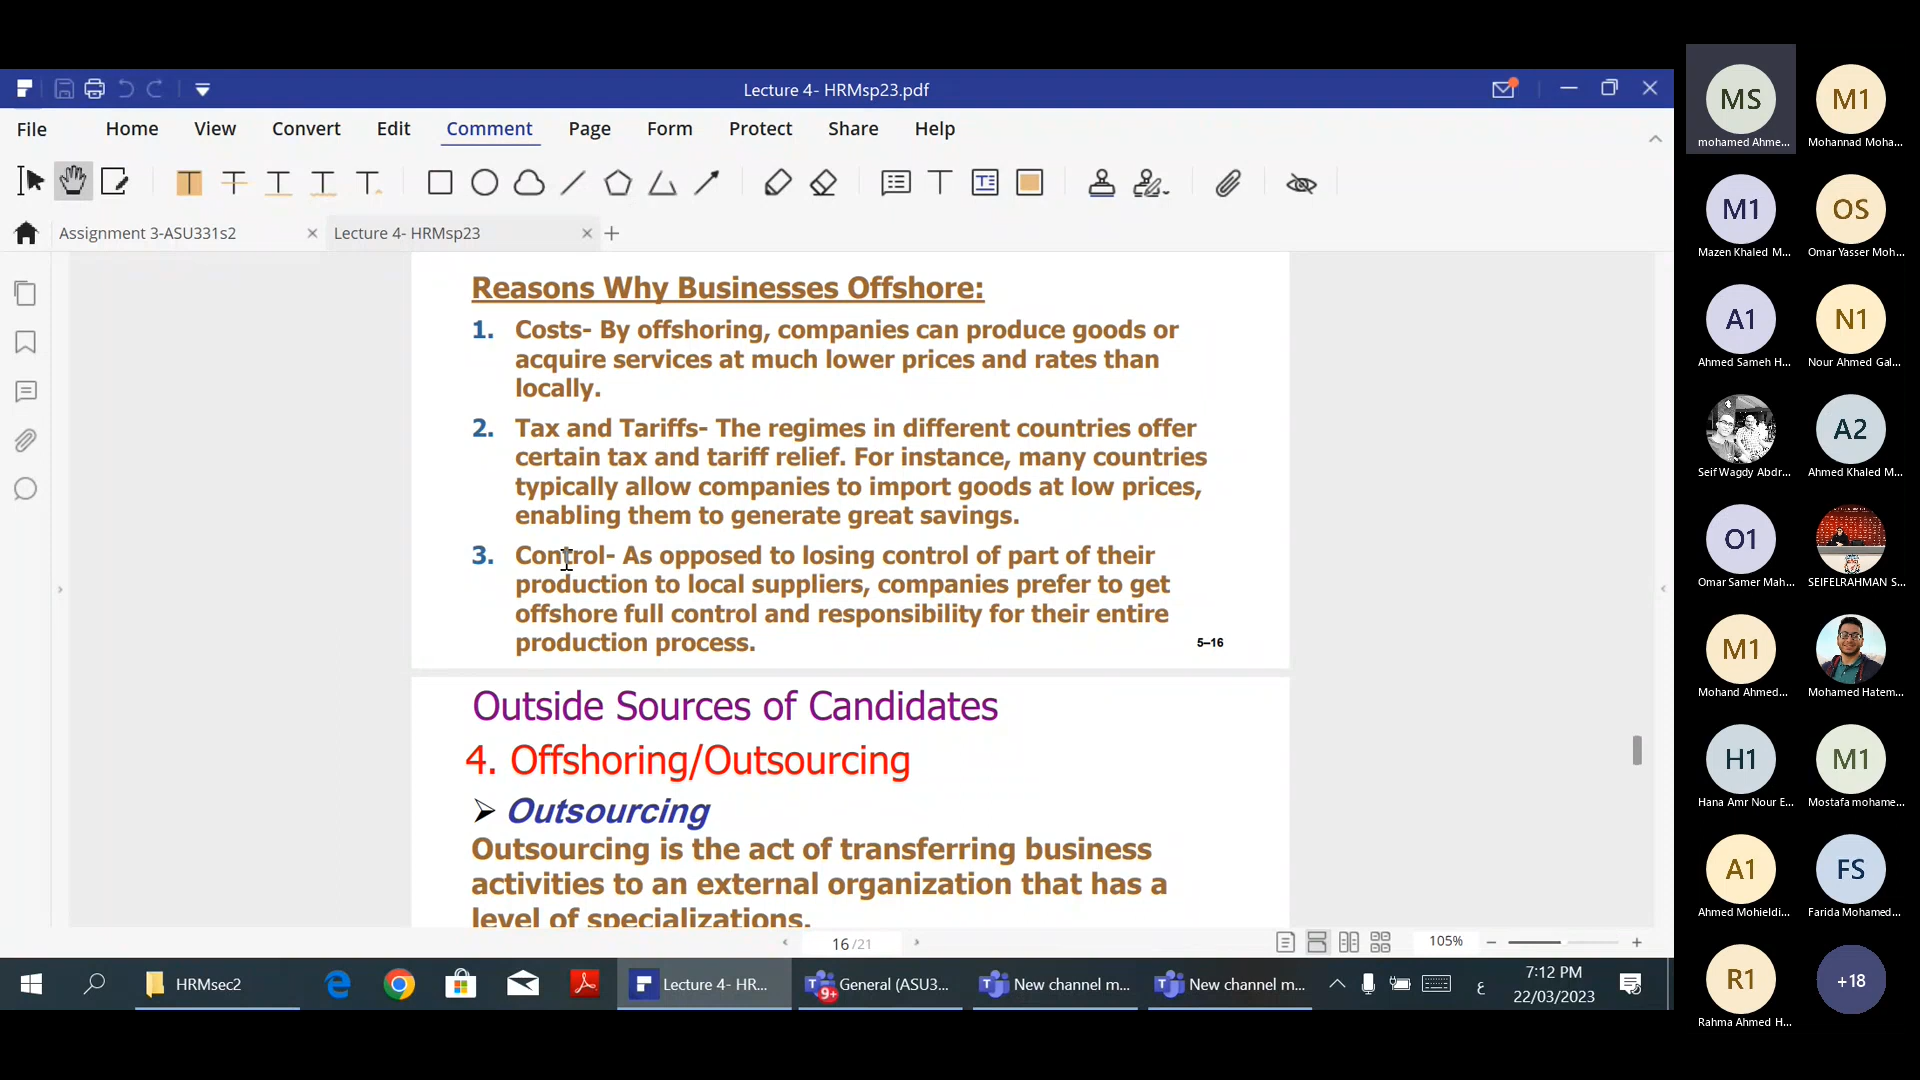 Lecture 4- HRMsp23.pdf
File Home View Convert Edit Comment Page Form Protect Share Help
Assignment 3-ASU331s2
Lecture 4- HRMsp23
Reasons Why Businesses Offshore:
1. Costs- By offshoring, companies can produce goods or
acquire services at much lower prices and rates than
locally.
2. Tax and Tariffs- The regimes in different countries offer
certain tax and tariff relief. For instance, many countries
typically allow companies to import goods at low prices,
enabling them to generate great savings.
3. Control- As opposed to losing control of part of their
production to local suppliers, companies prefer to get
offshore full control and responsibility for their entire
production process.
5–16
Outside Sources of Candidates
4. Offshoring/Outsourcing
Outsourcing
Outsourcing is the act of transferring business
activities to an external organization that has a
level of specializations.
16 /21
105%
HRMsec2
Lecture 4- HR...
9+
General (ASU3...
New channel m...
New channel m...
ع
7:12 PM
22/03/2023
MS
mohamed Ahme...
M1
Mohannad Moha...
M1
Mazen Khaled M...
OS
Omar Yasser Moh...
A1
Ahmed Sameh H...
N1
Nour Ahmed Gal...
Seif Wagdy Abdr...
A2
Ahmed Khaled M...
O1
Omar Samer Mah...
SEIFELRAHMAN S...
M1
Mohand Ahmed...
Mohamed Hatem...
H1
Hana Amr Nour E...
M1
Mostafa mohame...
A1
Ahmed Mohieldi...
FS
Farida Mohamed...
R1
Rahma Ahmed H...
+18